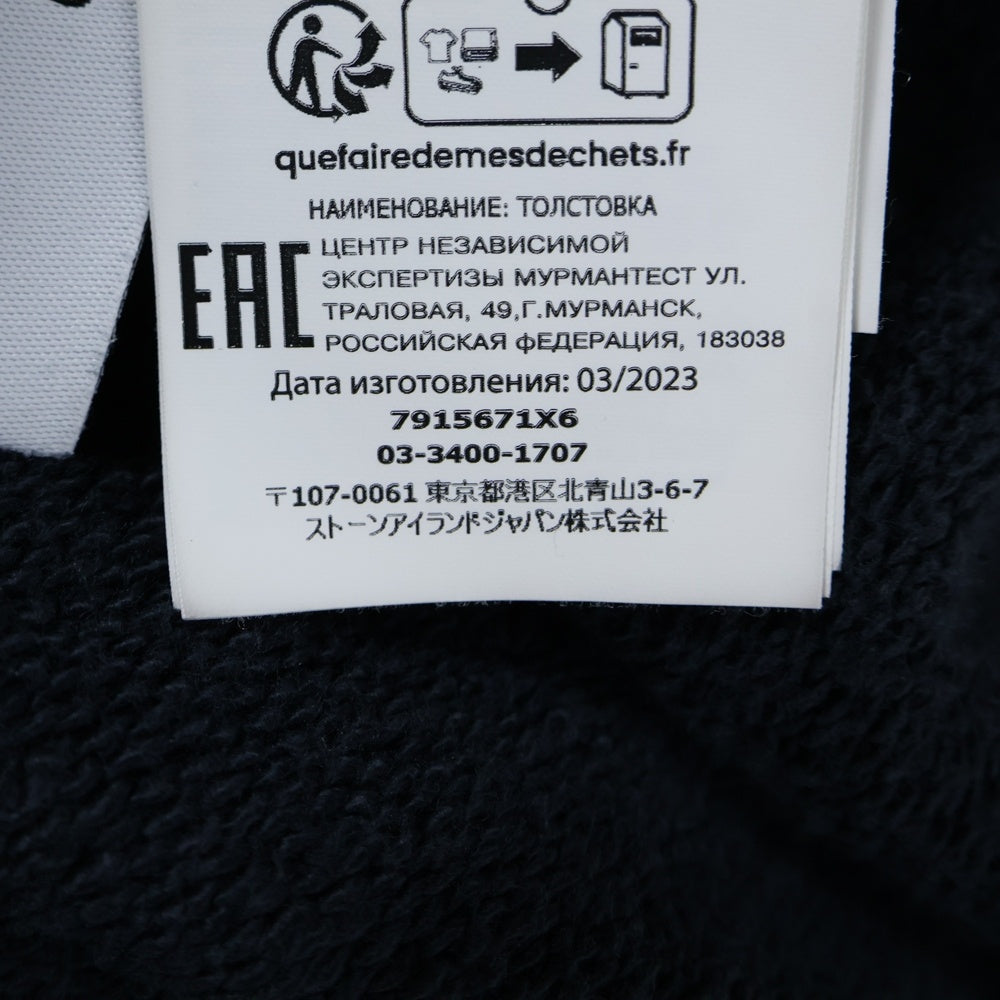 quefairedemesdechets.fr
НАИМЕНОВАНИЕ: ТОЛСТОВКА
EAC
ЦЕНТР НЕЗАВИСИМОЙ
ЭКСПЕРТИЗЫ МУРМАНТЕСТ УЛ.
ТРАЛОВАЯ, 49,Г.МУРМАНСК,
РОССИЙСКАЯ ФЕДЕРАЦИЯ, 183038
Дата изготовления: 03/2023
7915671X6
03-3400-1707
〒107-0061 東京都港区北青山3-6-7
ストーンアイランドジャパン株式会社